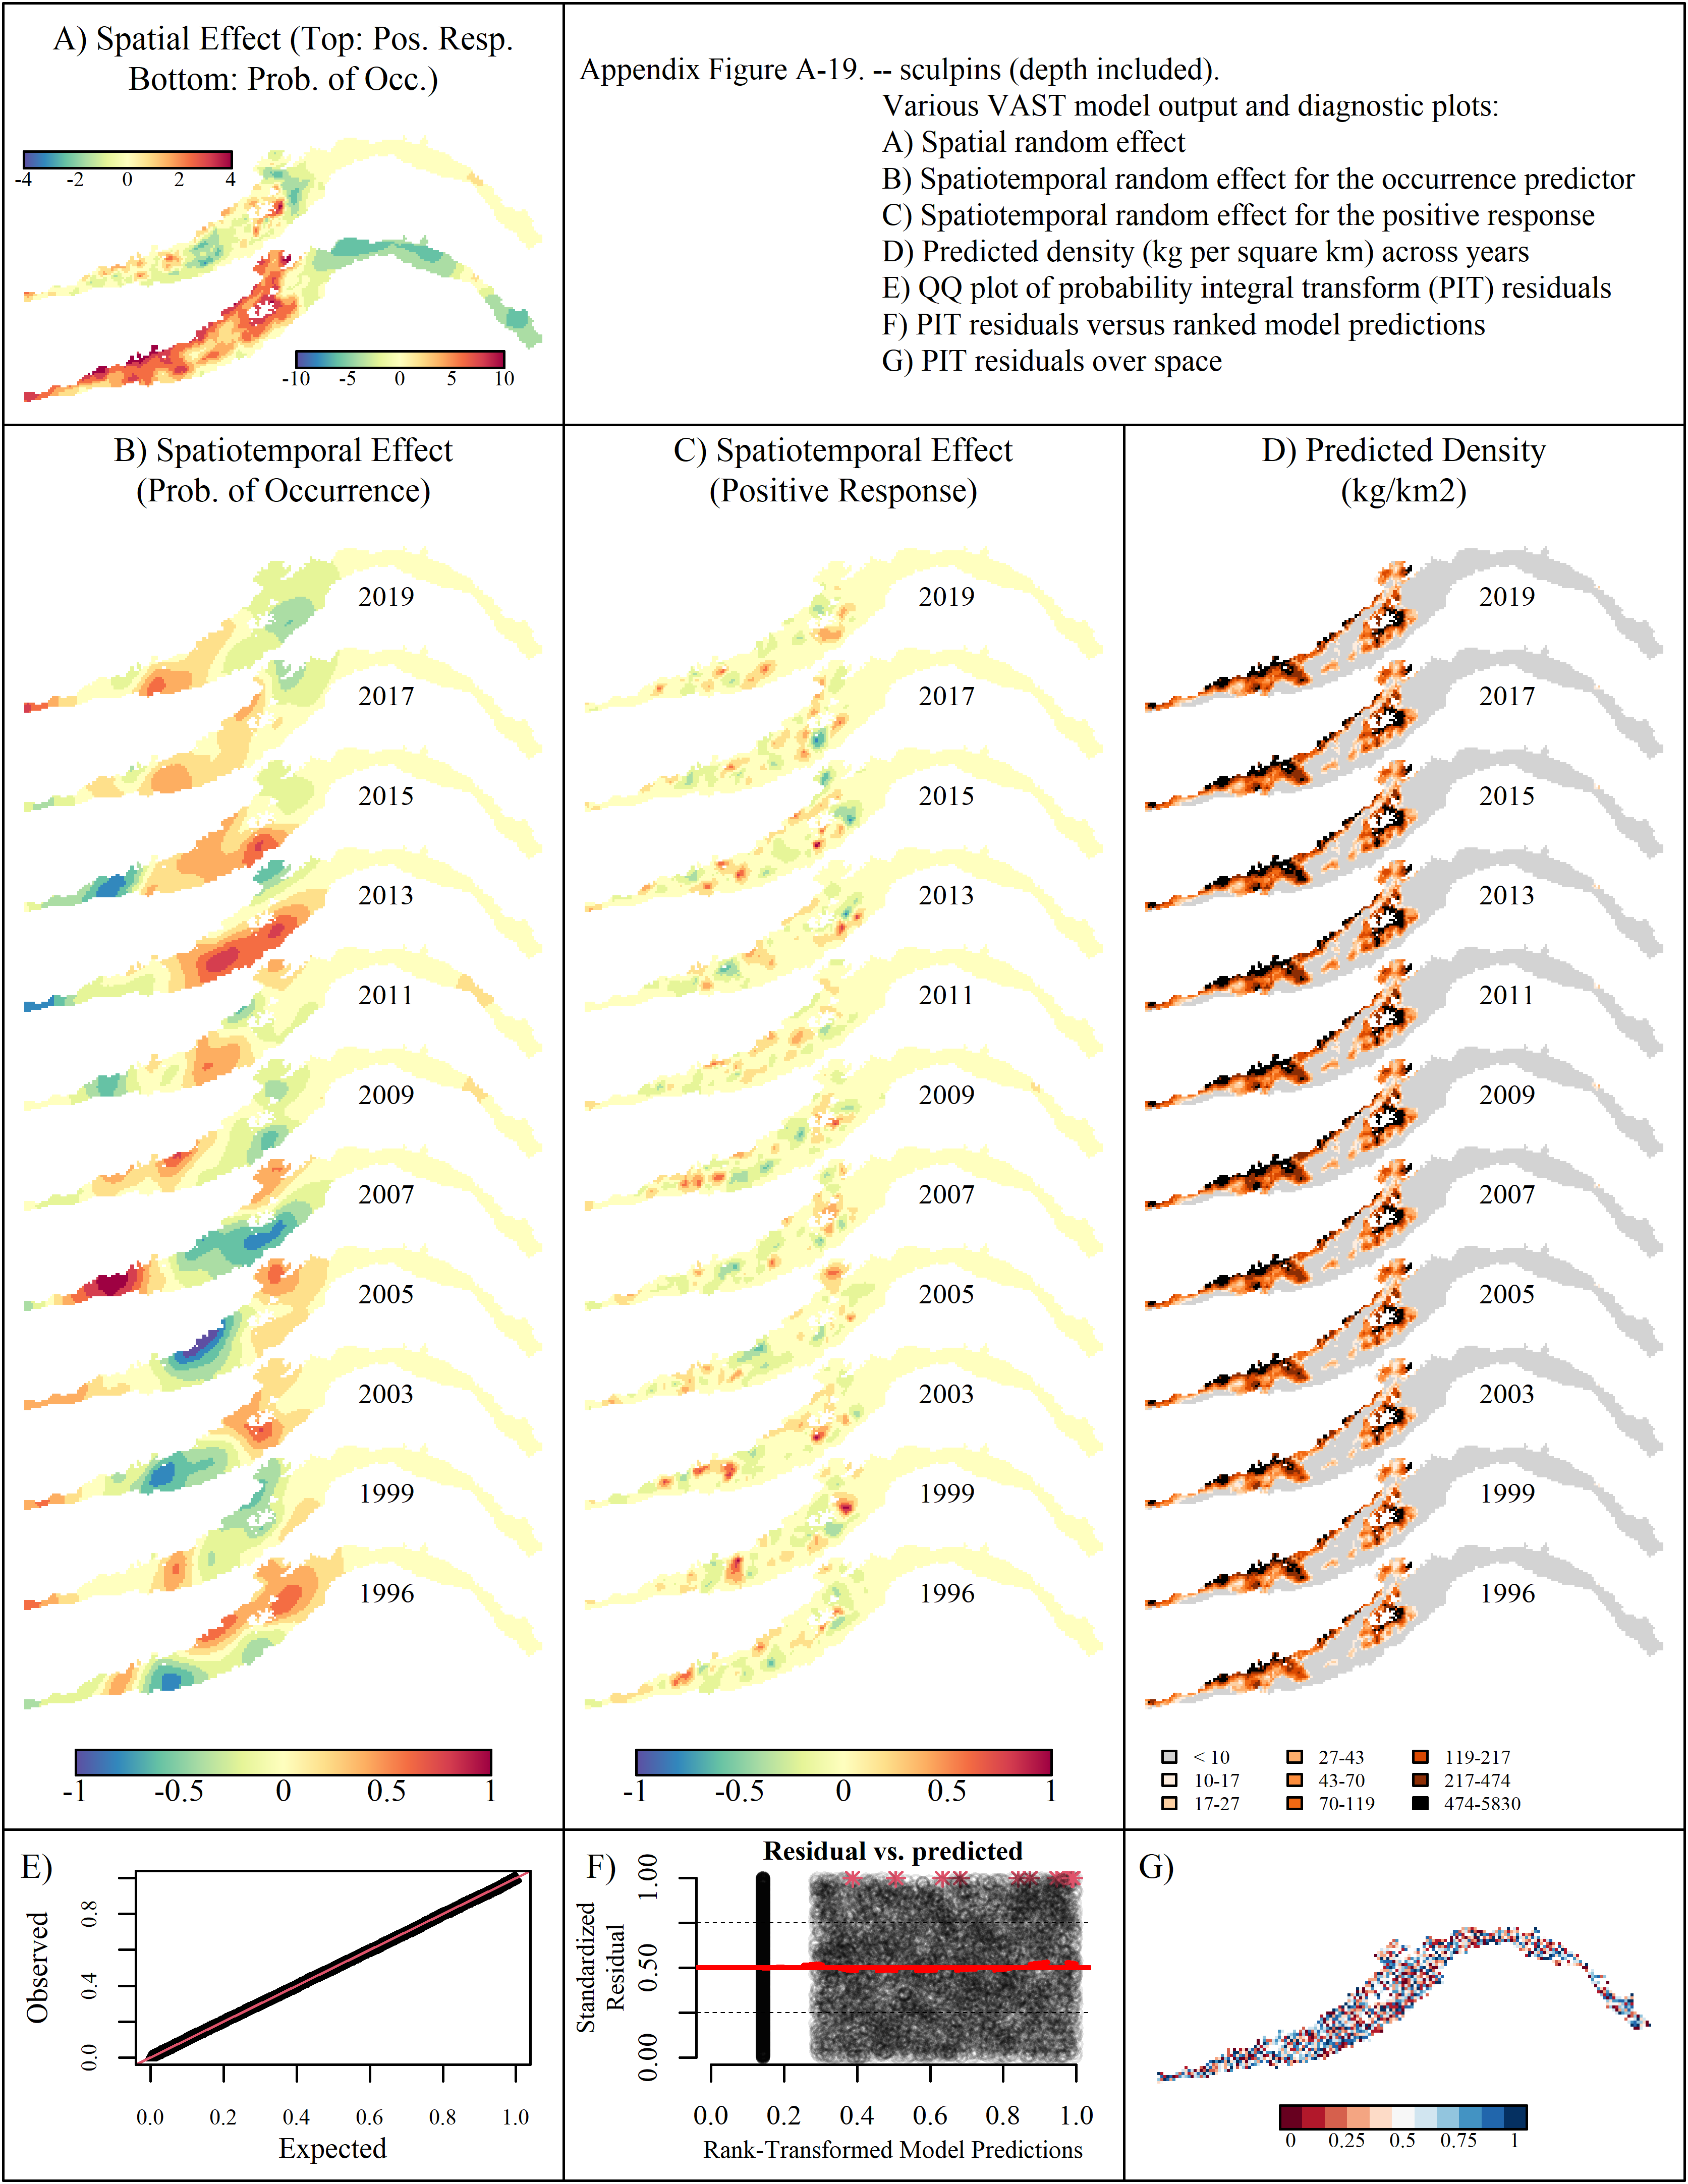 A) Spatial Effect (Top: Pos. Resp.
Bottom: Prob. of Occ.)
-4 -2 0 2 4
-10 -5 0 5 10
Appendix Figure A-19. -- sculpins (depth included).
Various VAST model output and diagnostic plots:
A) Spatial random effect
B) Spatiotemporal random effect for the occurrence predictor
C) Spatiotemporal random effect for the positive response
D) Predicted density (kg per square km) across years
E) QQ plot of probability integral transform (PIT) residuals
F) PIT residuals versus ranked model predictions
G) PIT residuals over space
B) Spatiotemporal Effect
(Prob. of Occurrence)
2019
2017
2015
2013
2011
2009
2007
2005
2003
1999
1996
-1 -0.5 0 0.5 1
C) Spatiotemporal Effect
(Positive Response)
2019
2017
2015
2013
2011
2009
2007
2005
2003
1999
1996
-1 -0.5 0 0.5 1
D) Predicted Density
(kg/km2)
2019
2017
2015
2013
2011
2009
2007
2005
2003
1999
1996
< 10 27-43 119-217
10-17 43-70 217-474
17-27 70-119 474-5830
E)
Observed
0.0 0.4 0.8
0.0 0.2 0.4 0.6 0.8 1.0
Expected
F)
Residual vs. predicted
Standardized
Residual
0.00 0.50 1.00
0.0 0.2 0.4 0.6 0.8 1.0
Rank-Transformed Model Predictions
G)
0 0.25 0.5 0.75 1